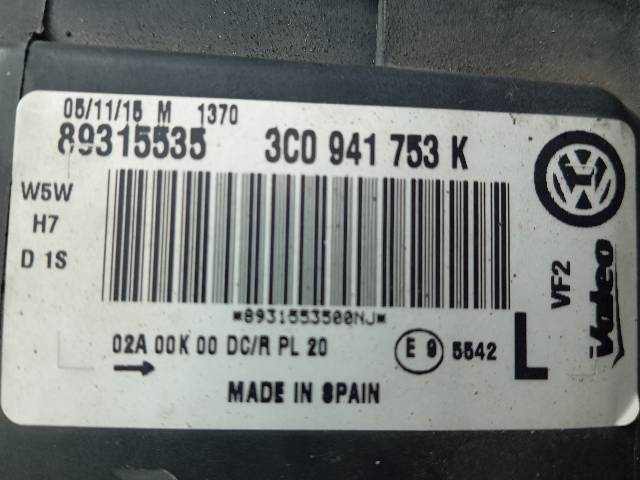 05/11/15 M 1370
89315535 3C0 941 753 K
W5W
H7
D 1S
*8931553500NJ*
02A 00K 00 DC/R PL 20
E 9 5542
L
VF2
Valeo
MADE IN SPAIN